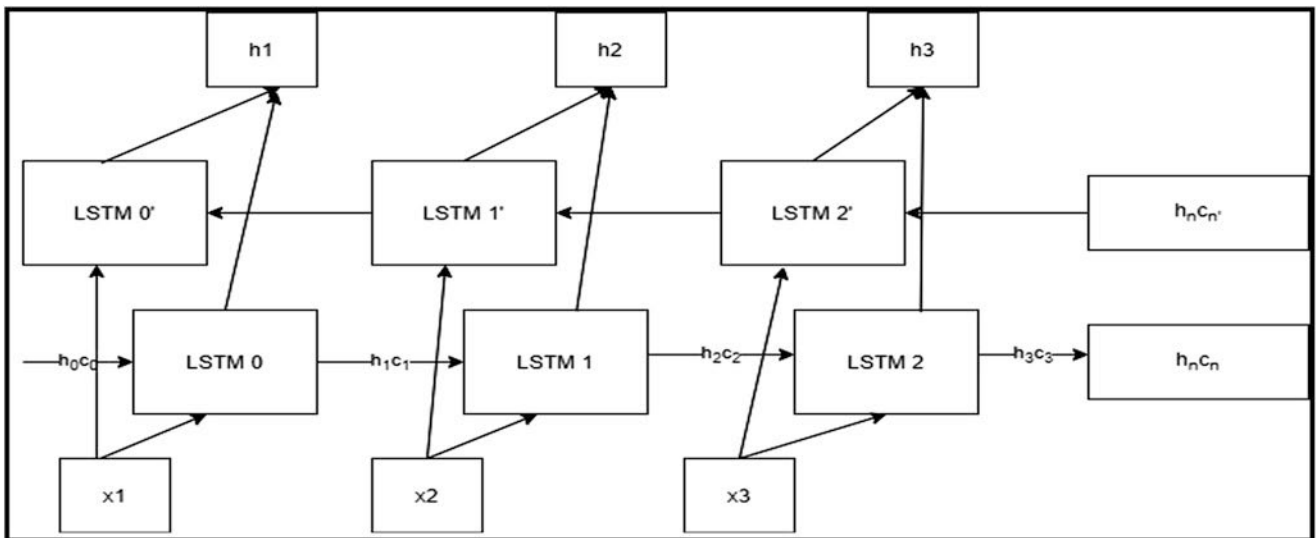 h1
h2
h3
LSTM 0'
LSTM 1'
LSTM 2'
hₙcₙ'
h₀c₀
LSTM 0
h₁c₁
LSTM 1
h₂c₂
LSTM 2
h₃c₃
hₙcₙ
x1
x2
x3